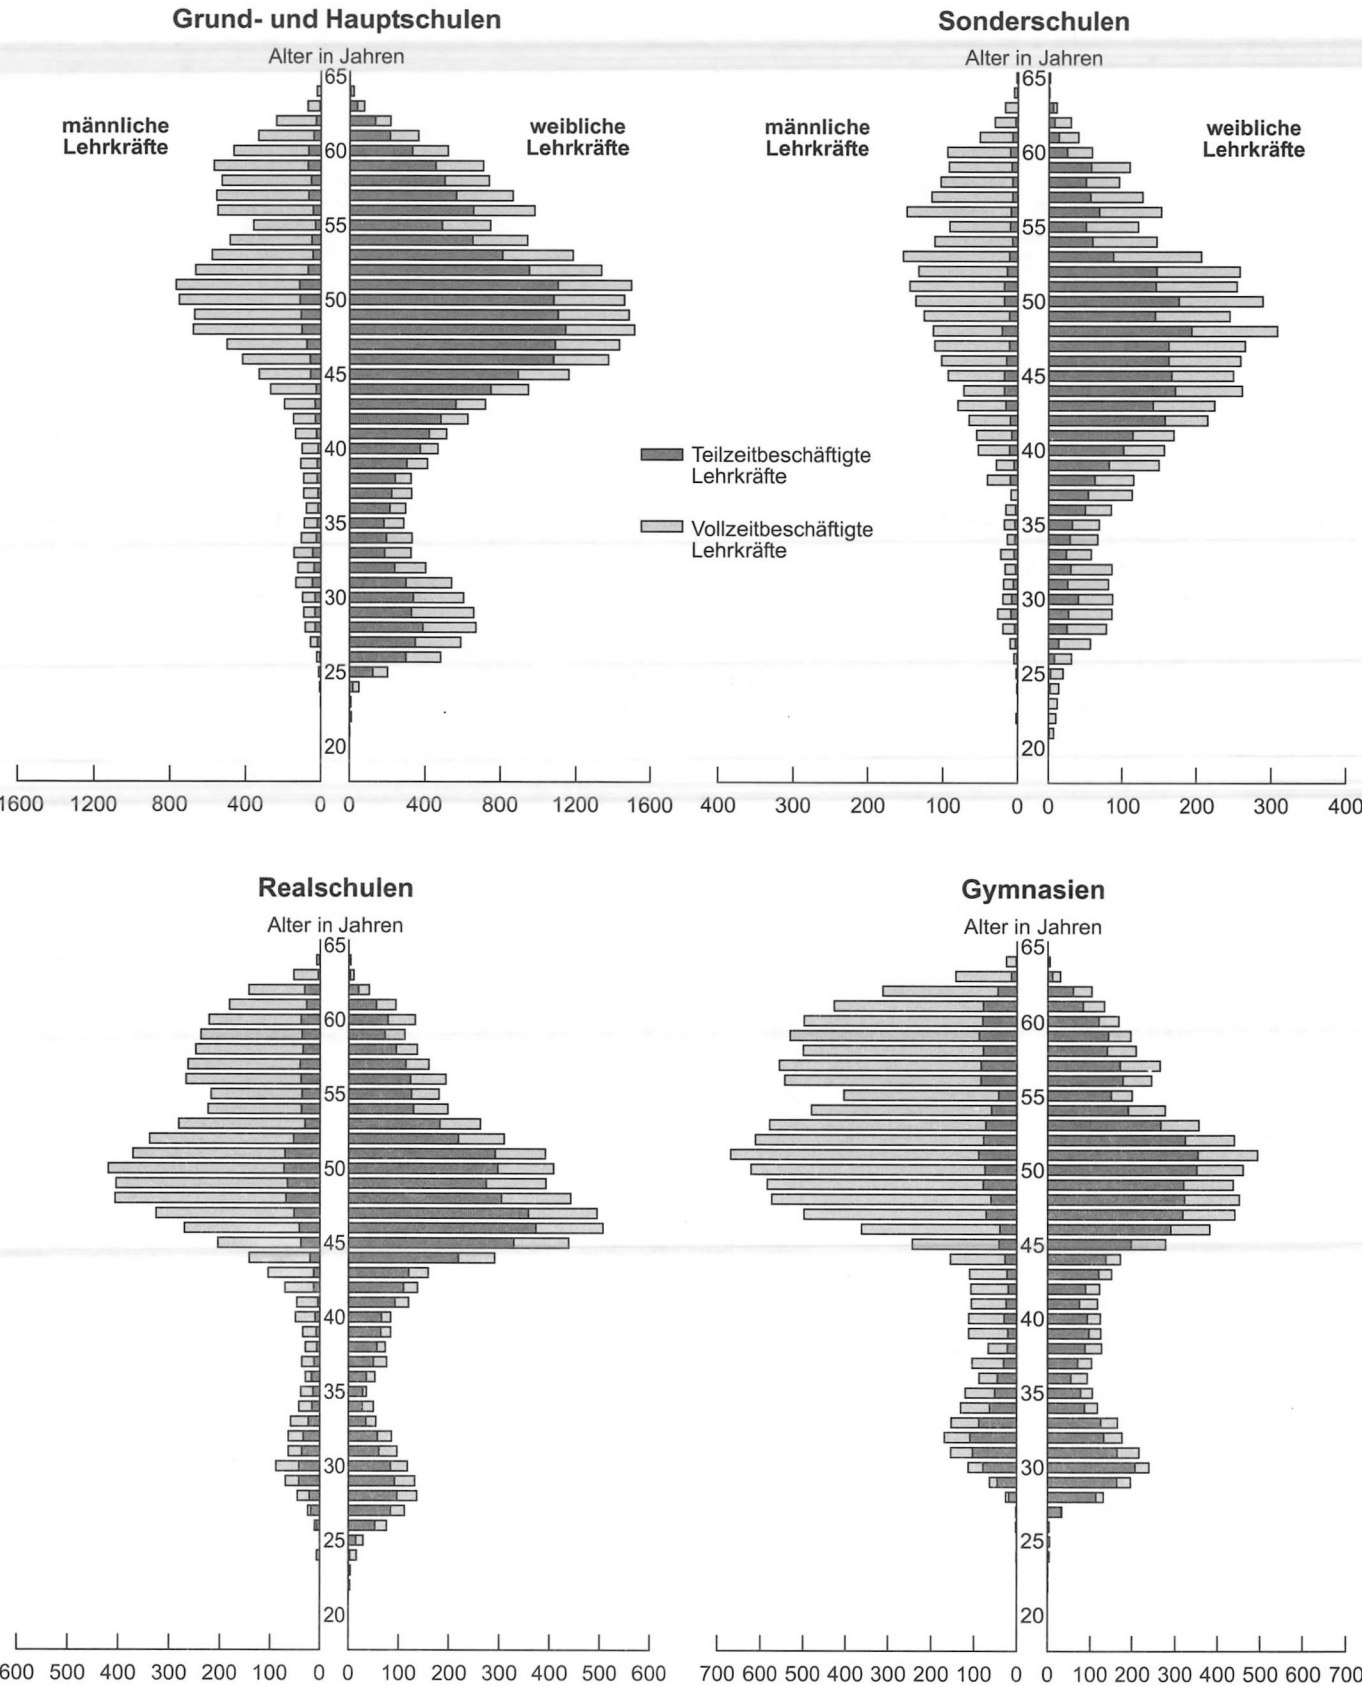 Grund- und Hauptschulen
Alter in Jahren
männliche
Lehrkräfte
weibliche
Lehrkräfte
65
60
55
50
45
40
35
30
25
20
1600 1200 800 400 0 0 400 800 1200 1600
Sonderschulen
Alter in Jahren
männliche
Lehrkräfte
weibliche
Lehrkräfte
65
60
55
50
45
40
35
30
25
20
400 300 200 100 0 0 100 200 300 400
Teilzeitbeschäftigte
Lehrkräfte
Vollzeitbeschäftigte
Lehrkräfte
Realschulen
Alter in Jahren
65
60
55
50
45
40
35
30
25
20
600 500 400 300 200 100 0 0 100 200 300 400 500 600
Gymnasien
Alter in Jahren
65
60
55
50
45
40
35
30
25
20
700 600 500 400 300 200 100 0 0 100 200 300 400 500 600 700